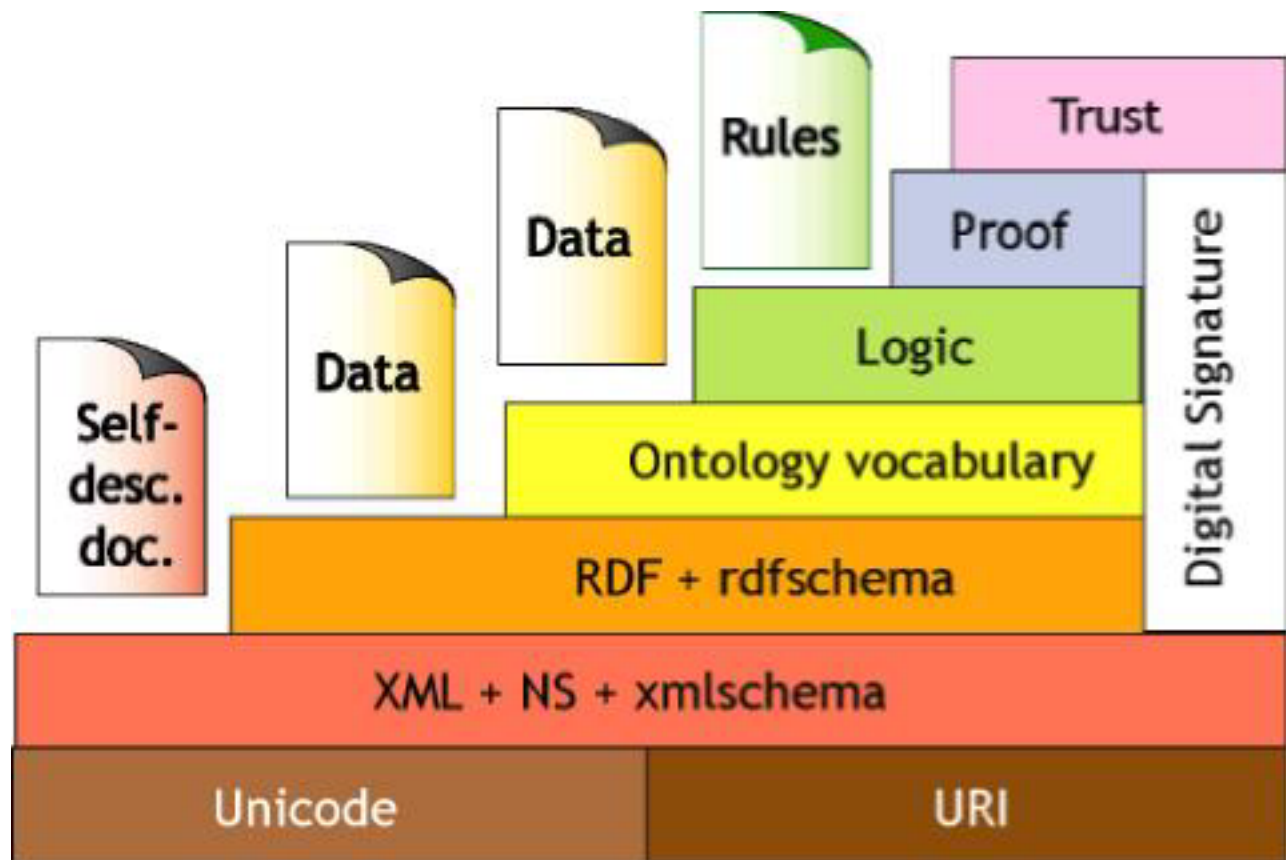 Rules
Trust
Data
Proof
Data
Logic
Self-
desc.
doc.
Ontology vocabulary
Digital Signature
RDF + rdfschema
XML + NS + xmlschema
Unicode
URI